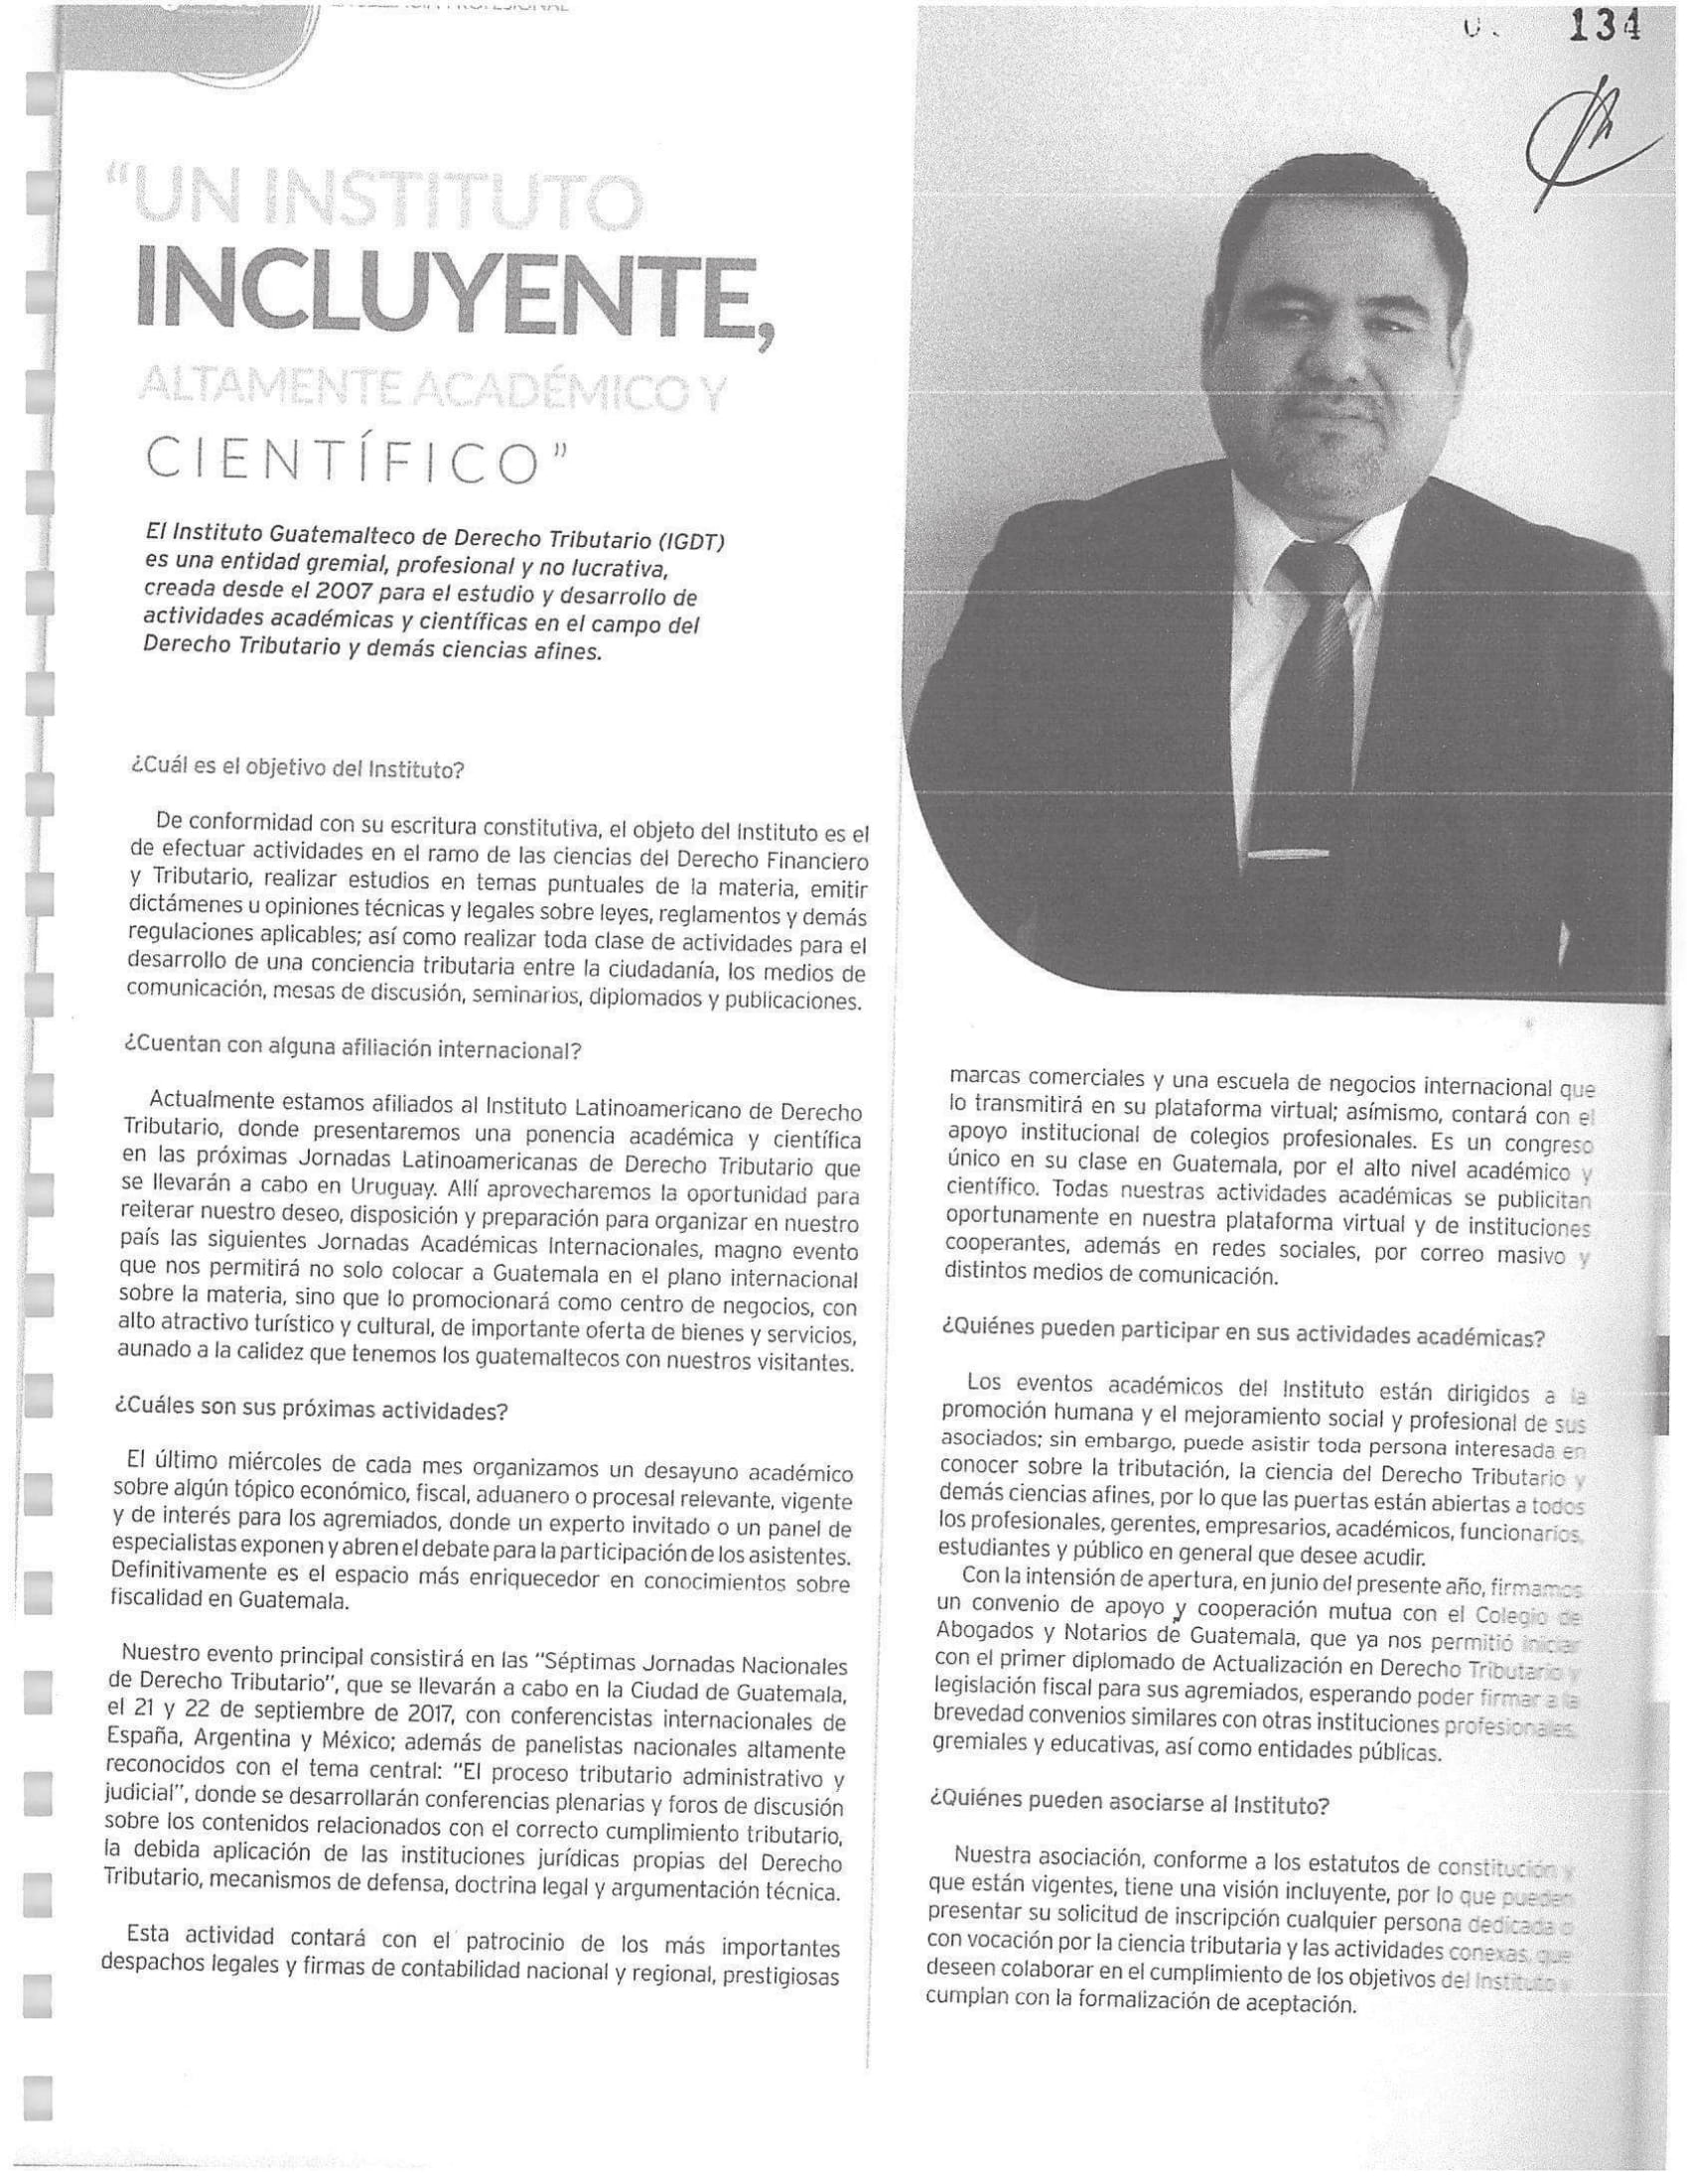 134
“UN INSTITUTO
INCLUYENTE,
ALTAMENTE ACADÉMICO Y
CIENTÍFICO”
El Instituto Guatemalteco de Derecho Tributario (IGDT)
es una entidad gremial, profesional y no lucrativa,
creada desde el 2007 para el estudio y desarrollo de
actividades académicas y científicas en el campo del
Derecho Tributario y demás ciencias afines.
¿Cuál es el objetivo del Instituto?
De conformidad con su escritura constitutiva, el objeto del Instituto es el
de efectuar actividades en el ramo de las ciencias del Derecho Financiero
y Tributario, realizar estudios en temas puntuales de la materia, emitir
dictámenes u opiniones técnicas y legales sobre leyes, reglamentos y demás
regulaciones aplicables; así como realizar toda clase de actividades para el
desarrollo de una conciencia tributaria entre la ciudadanía, los medios de
comunicación, mesas de discusión, seminarios, diplomados y publicaciones.
¿Cuentan con alguna afiliación internacional?
Actualmente estamos afiliados al Instituto Latinoamericano de Derecho
Tributario, donde presentaremos una ponencia académica y científica
en las próximas Jornadas Latinoamericanas de Derecho Tributario que
se llevarán a cabo en Uruguay. Allí aprovecharemos la oportunidad para
reiterar nuestro deseo, disposición y preparación para organizar en nuestro
país las siguientes Jornadas Académicas Internacionales, magno evento
que nos permitirá no solo colocar a Guatemala en el plano internacional
sobre la materia, sino que lo promocionará como centro de negocios, con
alto atractivo turístico y cultural, de importante oferta de bienes y servicios,
aunado a la calidez que tenemos los guatemaltecos con nuestros visitantes.
¿Cuáles son sus próximas actividades?
El último miércoles de cada mes organizamos un desayuno académico
sobre algún tópico económico, fiscal, aduanero o procesal relevante, vigente
y de interés para los agremiados, donde un experto invitado o un panel de
especialistas exponen y abren el debate para la participación de los asistentes.
Definitivamente es el espacio más enriquecedor en conocimientos sobre
fiscalidad en Guatemala.
Nuestro evento principal consistirá en las “Séptimas Jornadas Nacionales
de Derecho Tributario”, que se llevarán a cabo en la Ciudad de Guatemala,
el 21 y 22 de septiembre de 2017, con conferencistas internacionales de
España, Argentina y México; además de panelistas nacionales altamente
reconocidos con el tema central: “El proceso tributario administrativo y
judicial”, donde se desarrollarán conferencias plenarias y foros de discusión
sobre los contenidos relacionados con el correcto cumplimiento tributario,
la debida aplicación de las instituciones jurídicas propias del Derecho
Tributario, mecanismos de defensa, doctrina legal y argumentación técnica.
Esta actividad contará con el patrocinio de los más importantes
despachos legales y firmas de contabilidad nacional y regional, prestigiosas
marcas comerciales y una escuela de negocios internacional que
lo transmitirá en su plataforma virtual; asímismo, contará con el
apoyo institucional de colegios profesionales. Es un congreso
único en su clase en Guatemala, por el alto nivel académico y
científico. Todas nuestras actividades académicas se publicitan
oportunamente en nuestra plataforma virtual y de instituciones
cooperantes, además en redes sociales, por correo masivo y
distintos medios de comunicación.
¿Quiénes pueden participar en sus actividades académicas?
Los eventos académicos del Instituto están dirigidos a la
promoción humana y el mejoramiento social y profesional de sus
asociados; sin embargo, puede asistir toda persona interesada en
conocer sobre la tributación, la ciencia del Derecho Tributario y
demás ciencias afines, por lo que las puertas están abiertas a todos
los profesionales, gerentes, empresarios, académicos, funcionarios,
estudiantes y público en general que desee acudir.
Con la intensión de apertura, en junio del presente año, firmamos
un convenio de apoyo y cooperación mutua con el Colegio de
Abogados y Notarios de Guatemala, que ya nos permitió iniciar
con el primer diplomado de Actualización en Derecho Tributario y
legislación fiscal para sus agremiados, esperando poder firmar a la
brevedad convenios similares con otras instituciones profesionales,
gremiales y educativas, así como entidades públicas.
¿Quiénes pueden asociarse al Instituto?
Nuestra asociación, conforme a los estatutos de constitución y
que están vigentes, tiene una visión incluyente, por lo que pueden
presentar su solicitud de inscripción cualquier persona dedicada o
con vocación por la ciencia tributaria y las actividades conexas, que
deseen colaborar en el cumplimiento de los objetivos del Instituto y
cumplan con la formalización de aceptación.